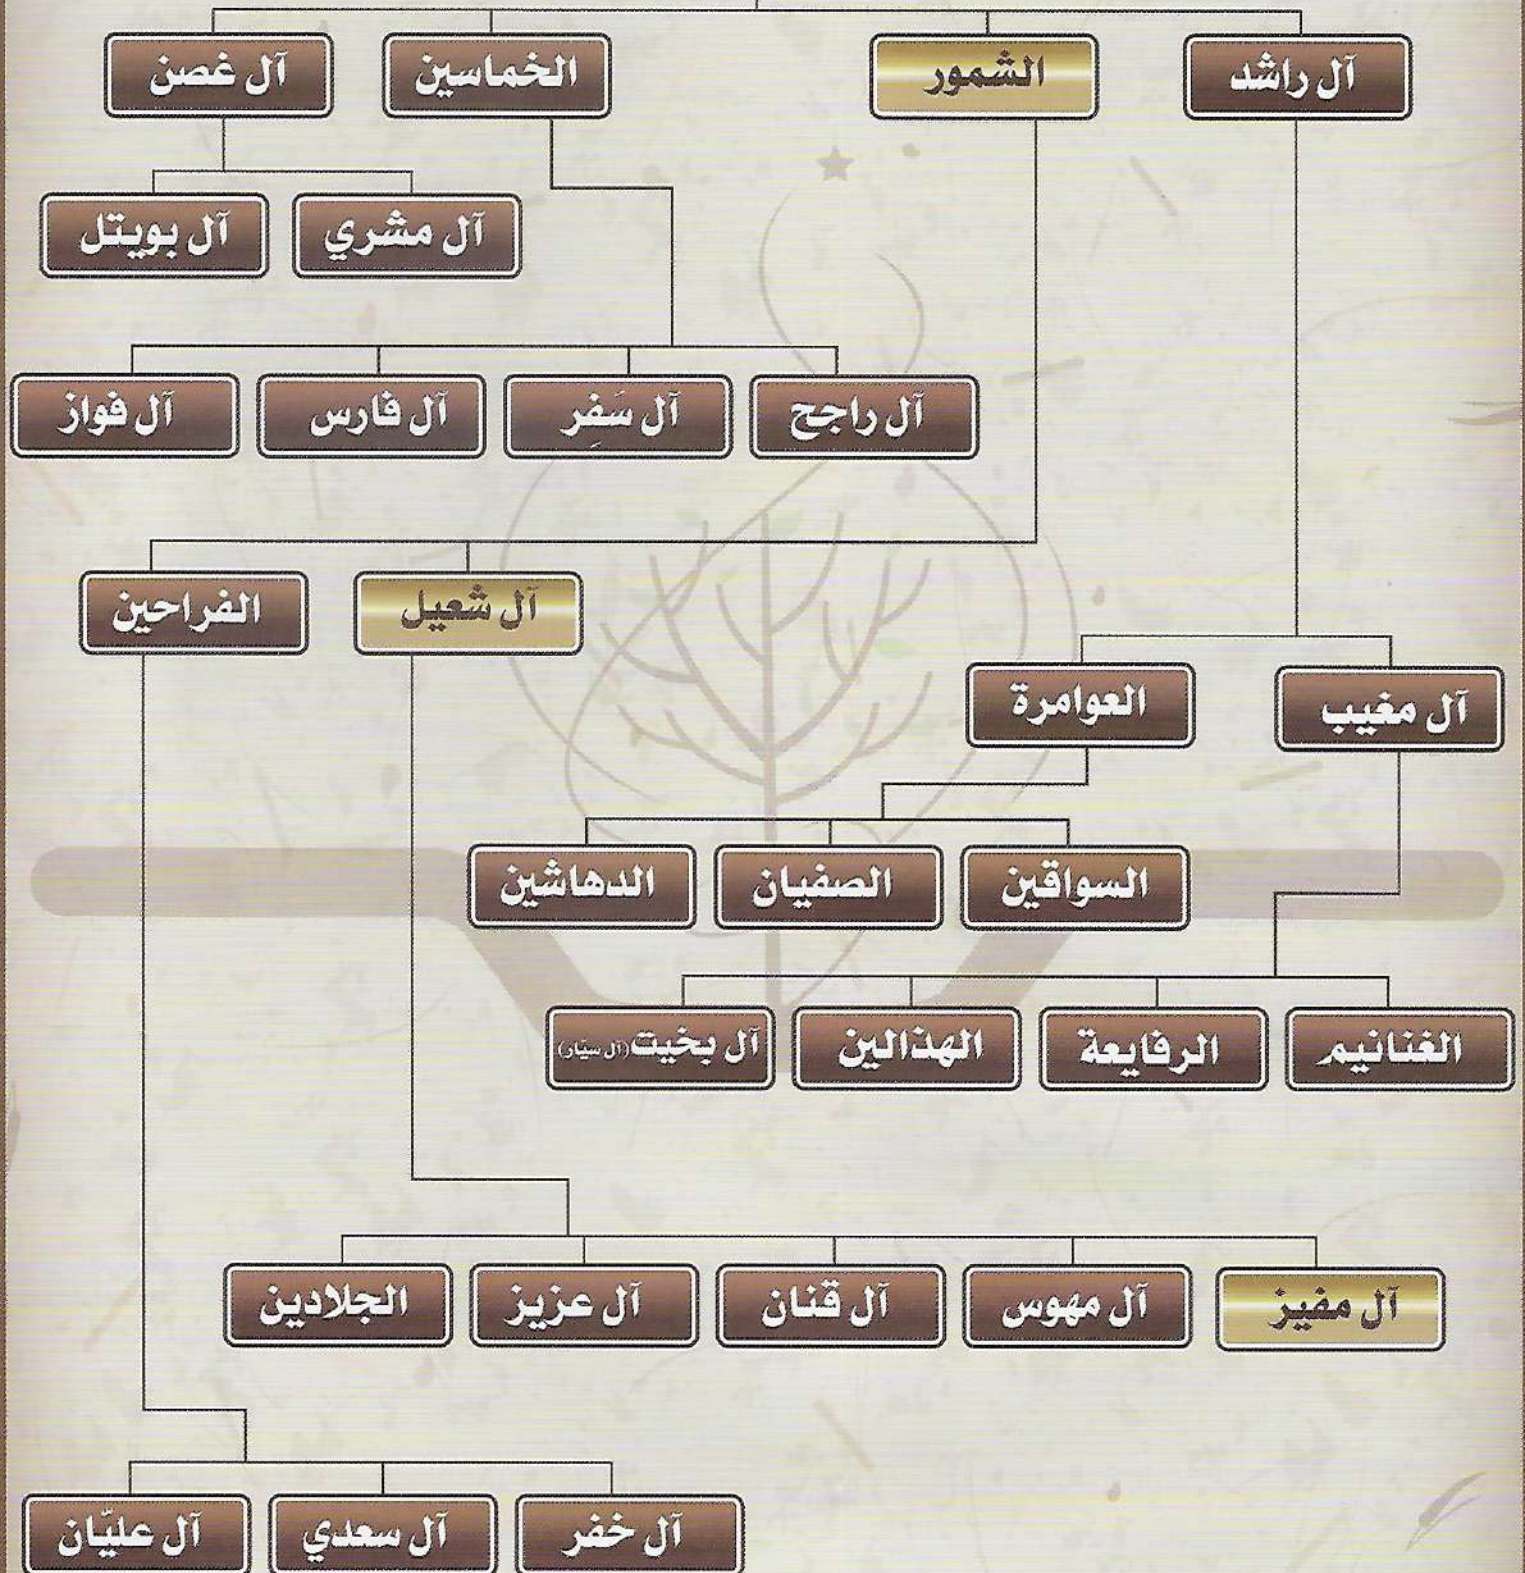 آل راشد
الشمور
الخماسين
آل غصن
آل مشري
آل بويتل
آل راجح
آل سَفِر
آل فارس
آل فواز
آل شعيل
الفراحين
آل مغيب
العوامرة
السواقين
الصفيان
الدهاشين
الغنانيم
الرفايعة
الهذالين
آل بخيت (آل سيّار)
آل مفيز
آل مهوس
آل قنان
آل عزيز
الجلادين
آل خفر
آل سعدي
آل عليّان